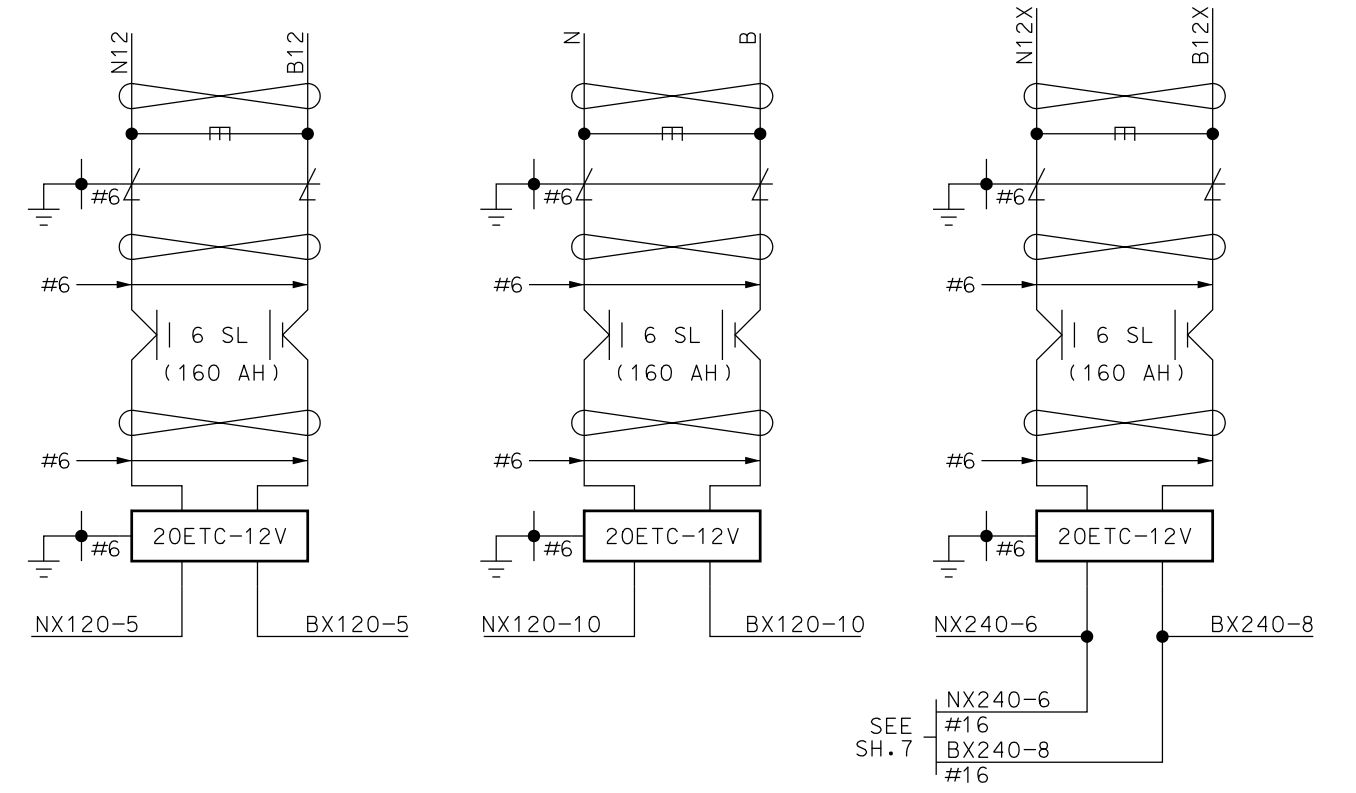 N12
B12
#6
#6
6 SL
(160 AH)
#6
20ETC-12V
#6
NX120-5
BX120-5
N
B
#6
#6
6 SL
(160 AH)
#6
20ETC-12V
#6
NX120-10
BX120-10
N12X
B12X
#6
#6
6 SL
(160 AH)
#6
20ETC-12V
#6
NX240-6
BX240-8
SEE
SH.7
NX240-6
#16
BX240-8
#16